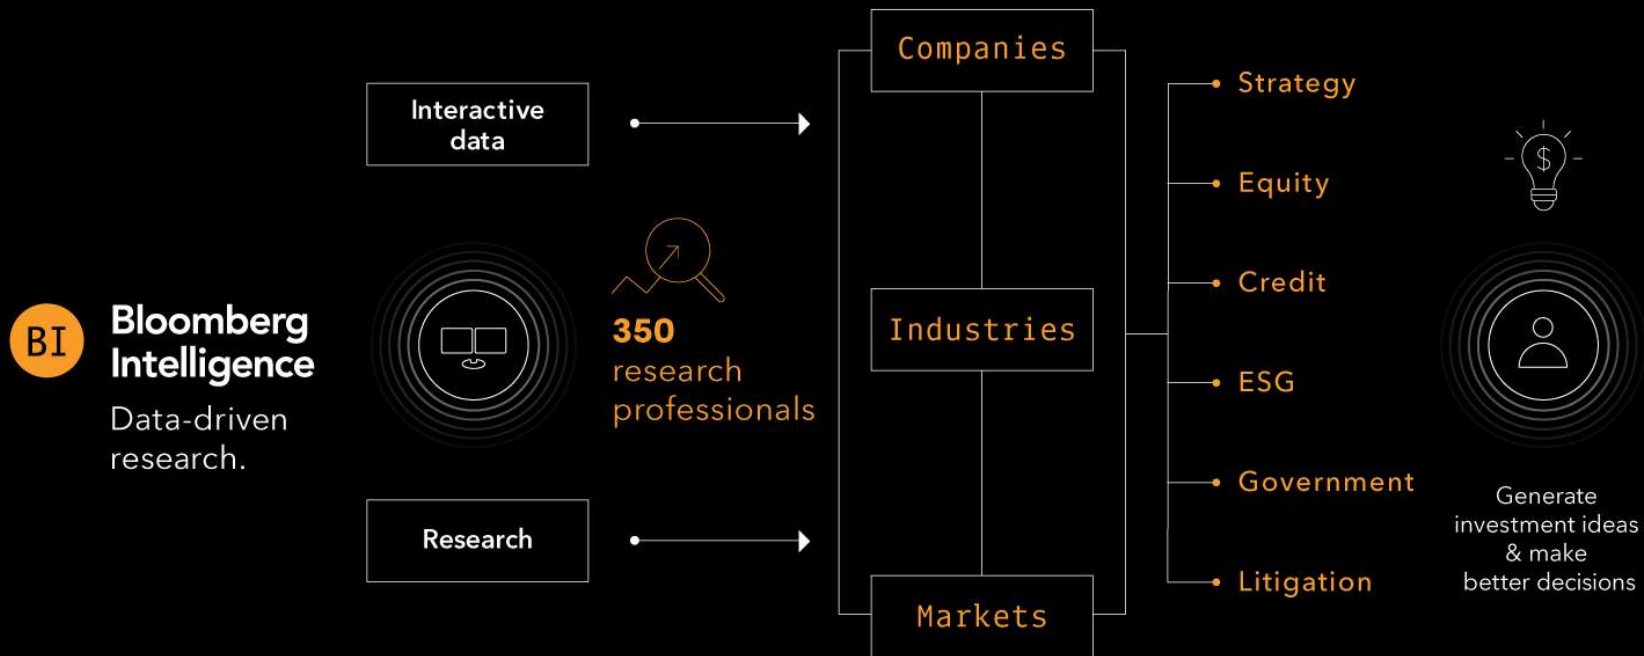 BI
Bloomberg
Intelligence
Data-driven
research.
Interactive
data
350
research
professionals
Research
Companies
Industries
Markets
Strategy
Equity
Credit
ESG
Government
Litigation
$
Generate
investment ideas
& make
better decisions